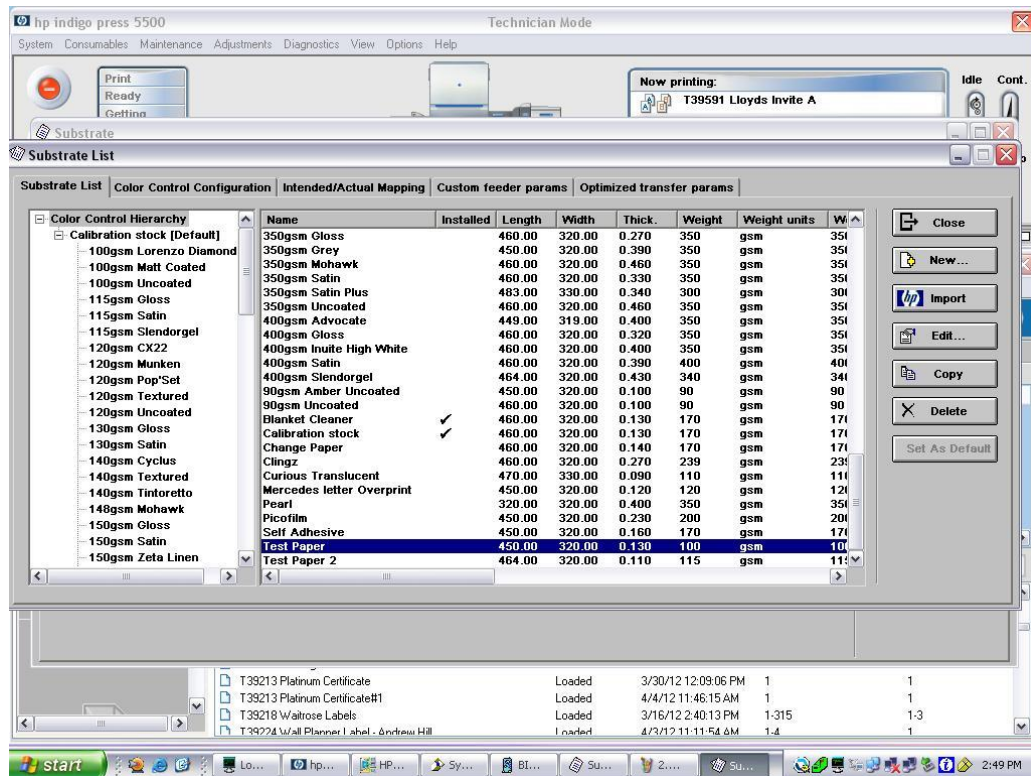 hp indigo press 5500 Technician Mode
System Consumables Maintenance Adjustments Diagnostics View Options Help
Print
Ready
Getting
Now printing:
T39591 Lloyds Invite A
Idle Cont.
Substrate
Substrate List
Substrate List Color Control Configuration Intended/Actual Mapping Custom feeder params Optimized transfer params
Color Control Hierarchy
Calibration stock [Default]
100gsm Lorenzo Diamond
100gsm Matt Coated
100gsm Uncoated
115gsm Gloss
115gsm Satin
115gsm Slendorgel
120gsm CX22
120gsm Munken
120gsm Pop'Set
120gsm Textured
120gsm Uncoated
130gsm Gloss
130gsm Satin
140gsm Cyclus
140gsm Textured
140gsm Tintoretto
148gsm Mohawk
150gsm Gloss
150gsm Satin
150gsm Zeta Linen
Name Installed Length Width Thick. Weight Weight units
350gsm Gloss 460.00 320.00 0.270 350 gsm
350gsm Grey 450.00 320.00 0.390 350 gsm
350gsm Mohawk 460.00 320.00 0.460 350 gsm
350gsm Satin 460.00 320.00 0.330 350 gsm
350gsm Satin Plus 483.00 330.00 0.340 300 gsm
350gsm Uncoated 460.00 320.00 0.460 350 gsm
400gsm Advocate 449.00 319.00 0.400 350 gsm
400gsm Gloss 460.00 320.00 0.320 350 gsm
400gsm Inuite High White 460.00 320.00 0.400 350 gsm
400gsm Satin 460.00 320.00 0.390 400 gsm
400gsm Slendorgel 464.00 320.00 0.430 340 gsm
90gsm Amber Uncoated 450.00 320.00 0.100 90 gsm 90
90gsm Uncoated 460.00 320.00 0.100 90 gsm 90
Blanket Cleaner ✓ 460.00 320.00 0.130 170 gsm
Calibration stock ✓ 460.00 320.00 0.130 170 gsm
Change Paper 460.00 320.00 0.140 170 gsm
Clingz 460.00 320.00 0.270 239 gsm
Curious Translucent 470.00 330.00 0.090 110 gsm
Mercedes letter Overprint 450.00 320.00 0.120 120 gsm
Pearl 320.00 320.00 0.400 350 gsm
Picofilm 450.00 320.00 0.230 200 gsm
Self Adhesive 450.00 320.00 0.160 170 gsm
Test Paper 450.00 320.00 0.130 100 gsm
Test Paper 2 464.00 320.00 0.110 115 gsm
Close
New...
hp Import
Edit...
Copy
Delete
Set As Default
T39213 Platinum Certificate Loaded 3/30/12 12:09:06 PM 1 1
T39213 Platinum Certificate#1 Loaded 4/4/12 11:46:15 AM 1 1
T39218 Waitrose Labels Loaded 3/16/12 2:40:13 PM 1-315 1-3
T39224 Wall Planner Label - Andrew Hill Loaded 4/3/12 11:11:54 AM 1-4 1
start Lo... hp... HP... Sy... BI... Su... 2.... Su... 2:49 PM